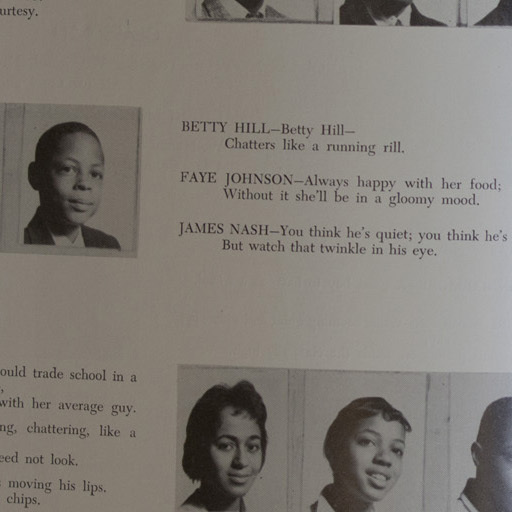 urtesy.
BETTY HILL—Betty Hill—
Chatters like a running rill.
FAYE JOHNSON—Always happy with her food;
Without it she'll be in a gloomy mood.
JAMES NASH—You think he's quiet; you think he's
But watch that twinkle in his eye.
ould trade school in a
with her average guy.
ng, chattering, like a
eed not look.
moving his lips.
chips.